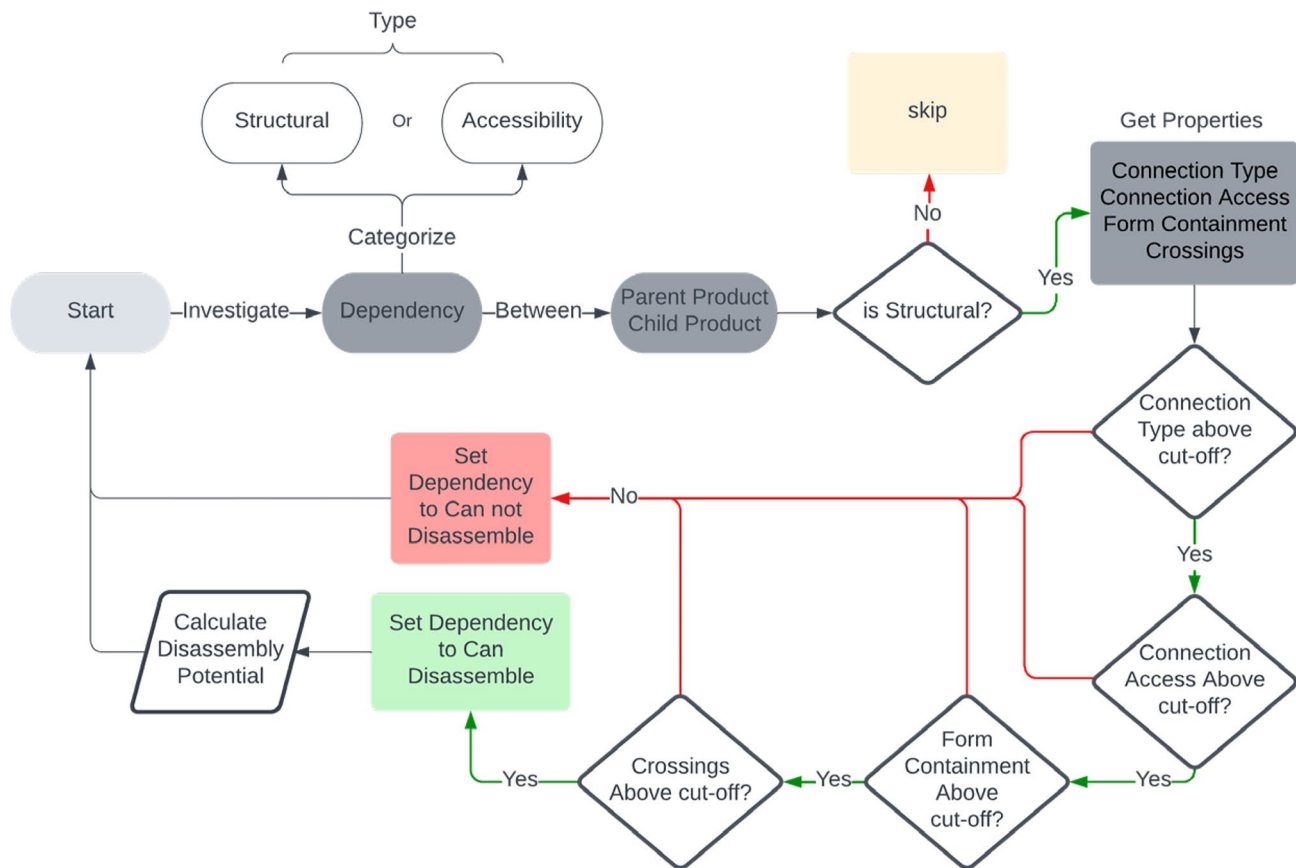 Type
Structural
Or
Accessibility
Categorize
Start
Investigate
Dependency
Between
Parent Product
Child Product
is Structural?
No
skip
Yes
Get Properties
Connection Type
Connection Access
Form Containment
Crossings
Connection
Type above
cut-off?
Yes
Connection
Access Above
cut-off?
Yes
Form
Containment
Above
cut-off?
Yes
Crossings
Above cut-off?
Yes
No
Set
Dependency
to Can not
Disassemble
Set Dependency
to Can
Disassemble
Calculate
Disassembly
Potential